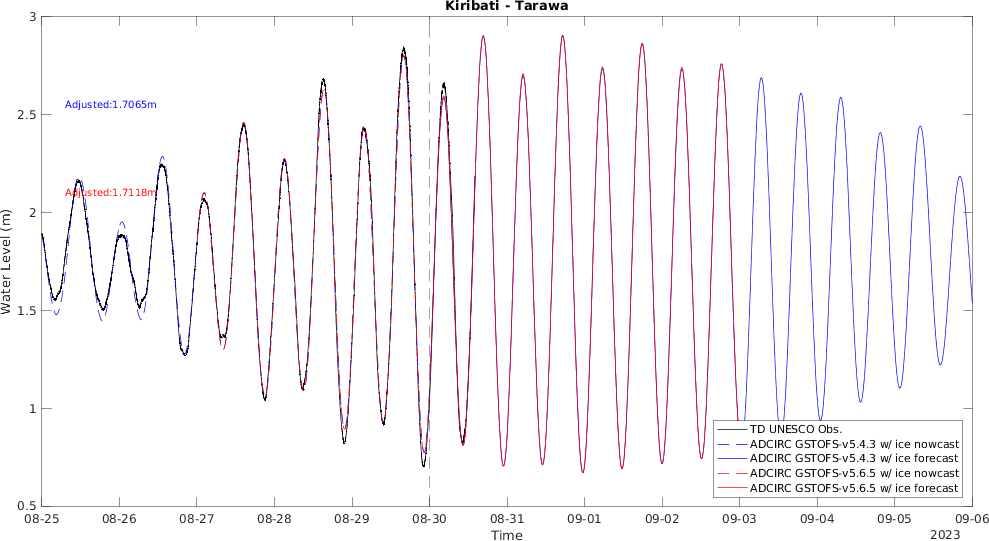 Kiribati - Tarawa
3
2.5
2
1.5
1
0.5
Water Level (m)
Adjusted:1.7065m
Adjusted:1.7118m
TD UNESCO Obs.
ADCIRC GSTOFS-v5.4.3 w/ ice nowcast
ADCIRC GSTOFS-v5.4.3 w/ ice forecast
ADCIRC GSTOFS-v5.6.5 w/ ice nowcast
ADCIRC GSTOFS-v5.6.5 w/ ice forecast
08-25 08-26 08-27 08-28 08-29 08-30 08-31 09-01 09-02 09-03 09-04 09-05 09-06
Time
2023